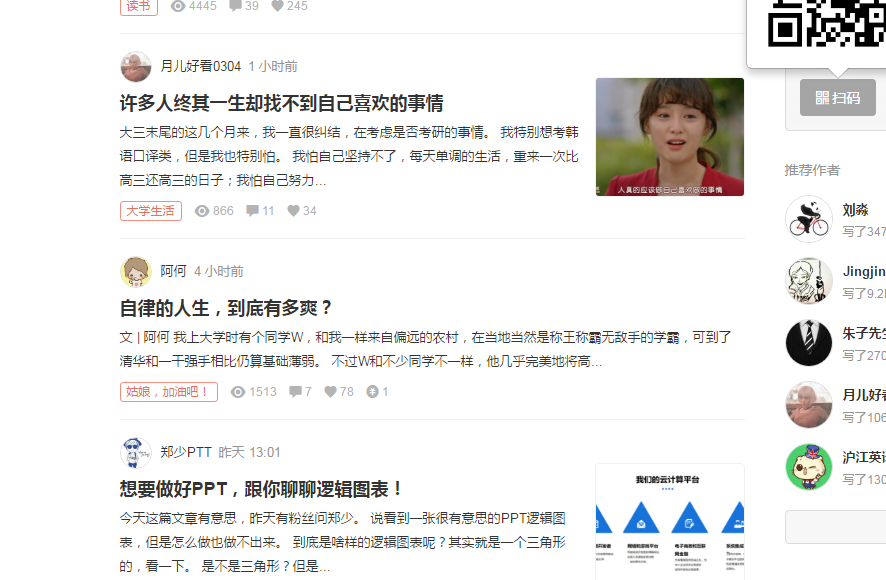 读书 4445 39 245
月儿好看0304 1 小时前
许多人终其一生却找不到自己喜欢的事情
大三末尾的这几个月来，我一直很纠结，在考虑是否考研的事情。 我特别想考韩
语口译类，但是我也特别怕。 我怕自己坚持不了，每天单调的生活，重来一次比
高三还高三的日子；我怕自己努力...
人真的应该做自己喜欢做的事情
大学生活 866 11 34
阿何 4 小时前
自律的人生，到底有多爽？
文 | 阿何 我上大学时有个同学W，和我一样来自偏远的农村，在当地当然是称王称霸无敌手的学霸，可到了
清华和一干强手相比仍算基础薄弱。 不过W和不少同学不一样，他几乎完美地将高...
姑娘，加油吧！ 1513 7 78 1
郑少PTT 昨天 13:01
想要做好PPT，跟你聊聊逻辑图表！
今天这篇文章有意思，昨天有粉丝问郑少。 说看到一张很有意思的PPT逻辑图
表，但是怎么做也做不出来。 到底是啥样的逻辑图表呢？其实就是一个三角形
的，看一下。 是不是三角形？但是...
我们的云计算平台
扫码
推荐作者
刘淼
写了347
Jingjin
写了9.2
朱子先生
写了270
月儿好看
写了106
沪江英语
写了130